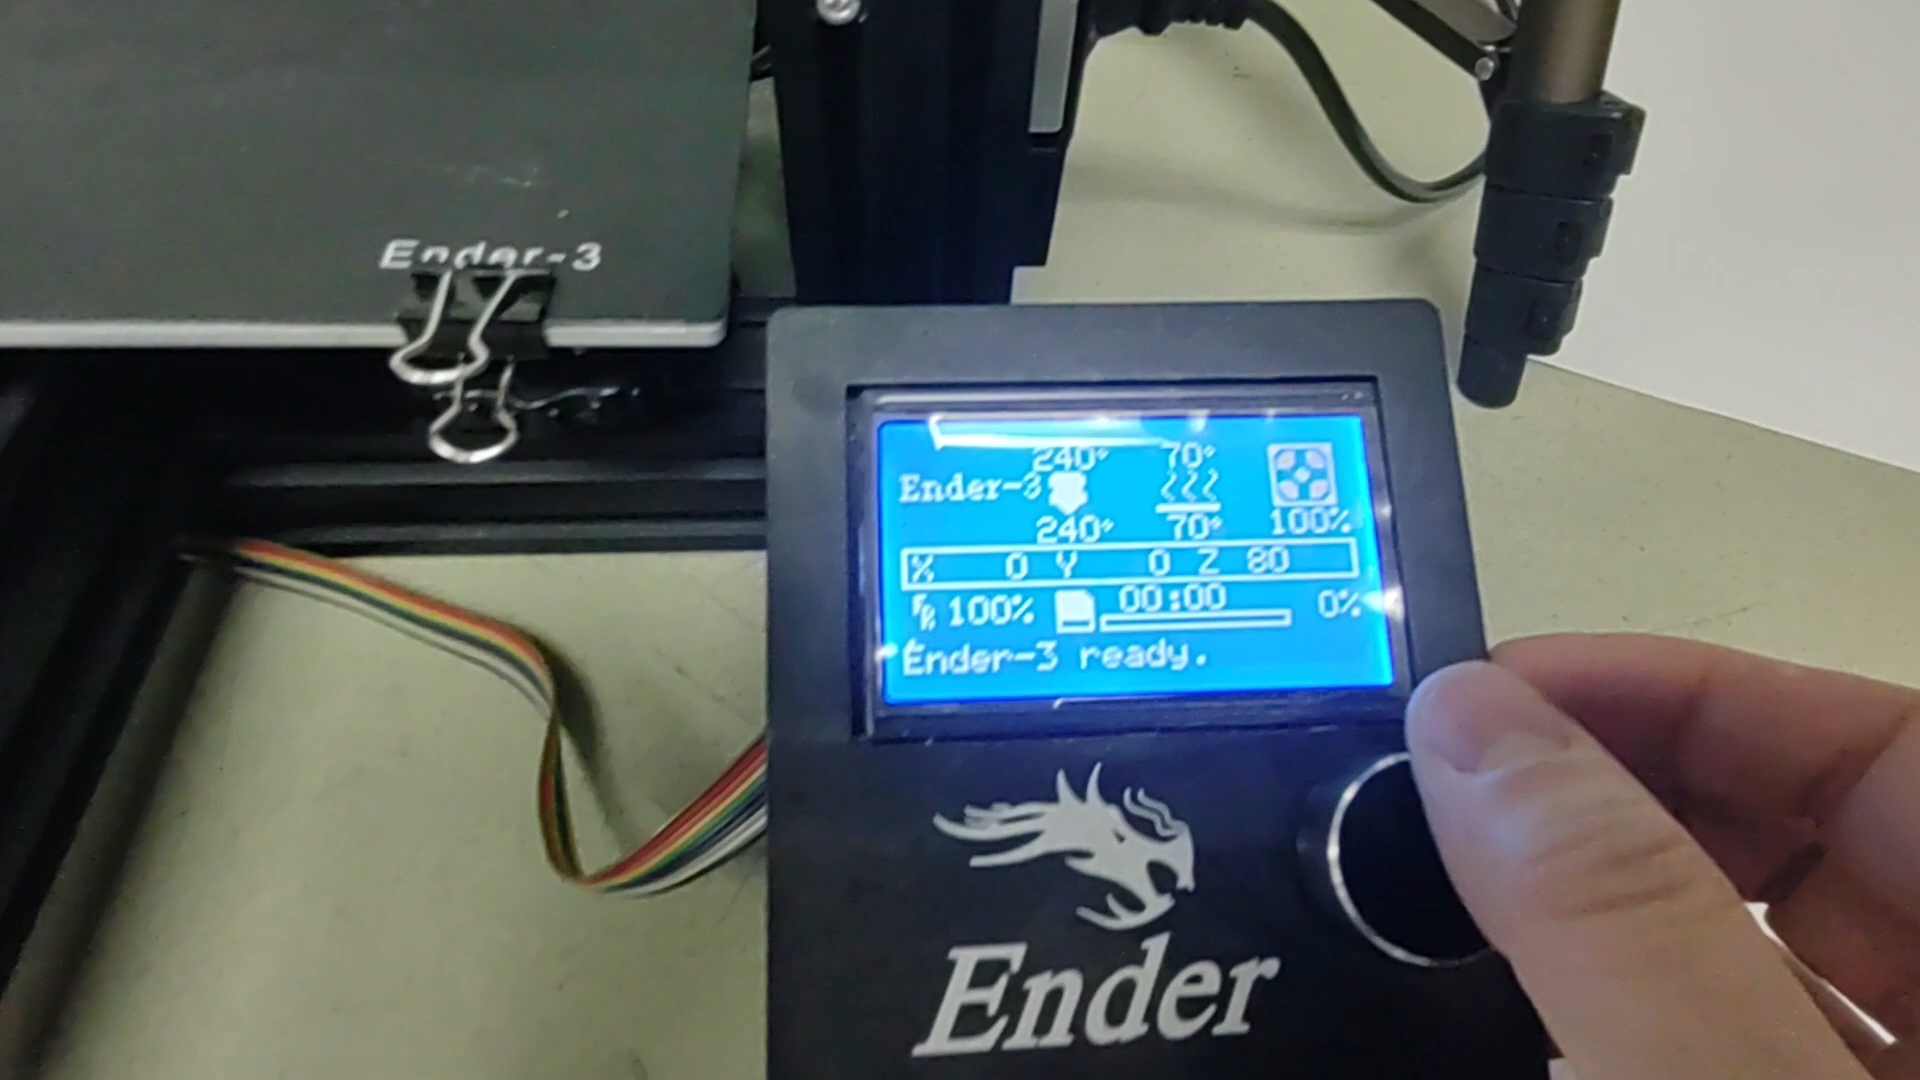 Ender-3
240° 70°
Ender-3
240° 70° 100%
X 0 Y 0 Z 80
FR 100% 00:00 0%
Ender-3 ready.
Ender